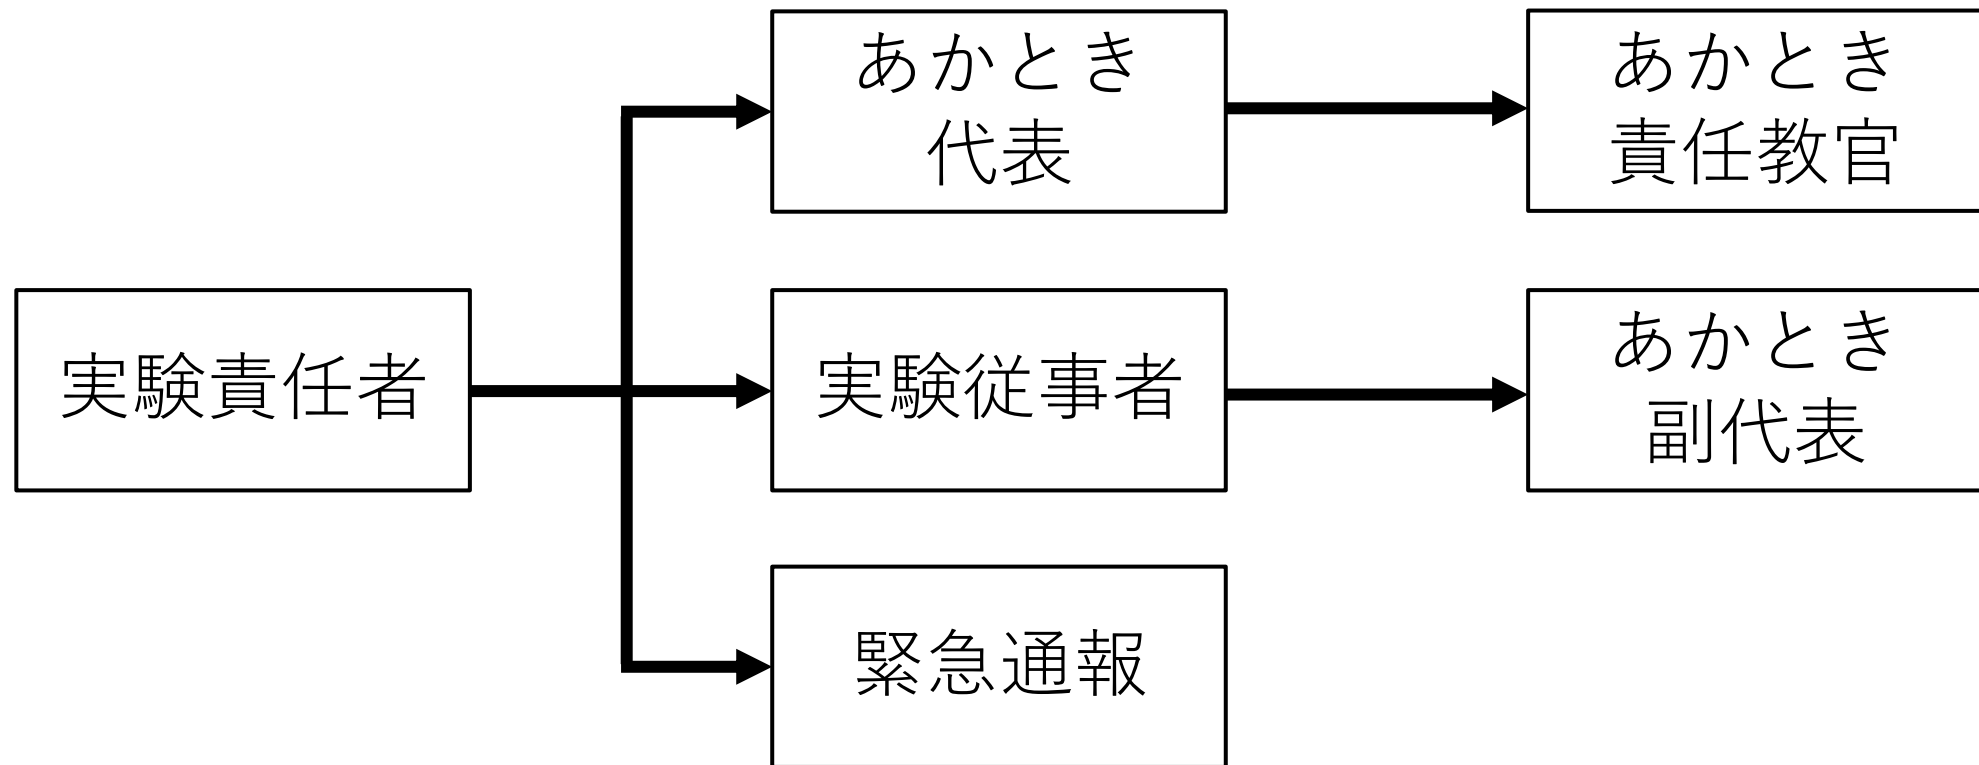 あかとき
代表
あかとき
責任教官
実験責任者
実験従事者
あかとき
副代表
緊急通報